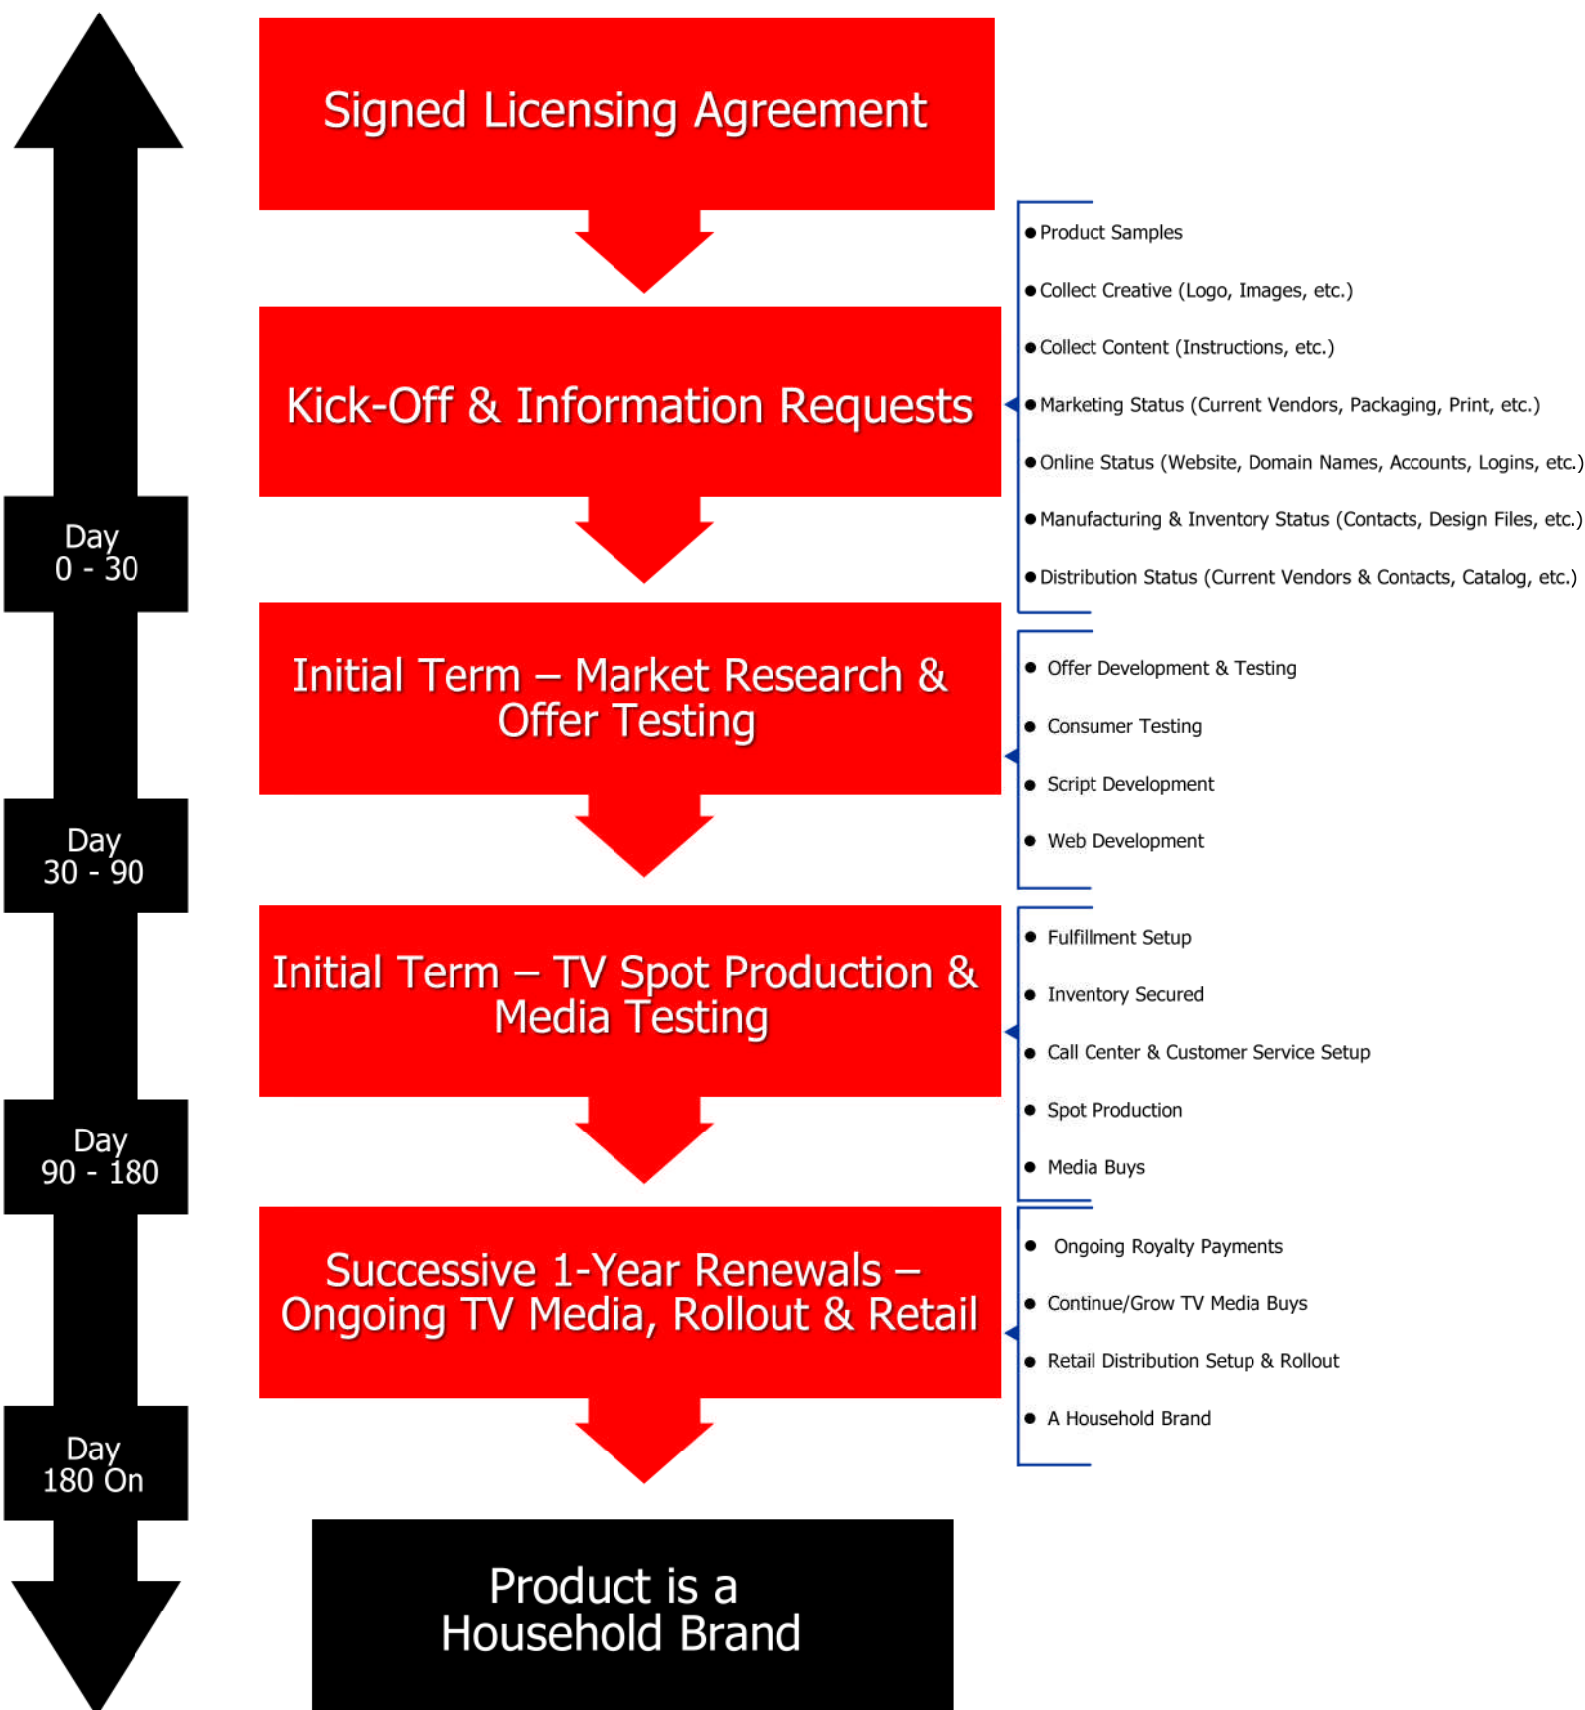 Signed Licensing Agreement
Kick-Off & Information Requests
● Product Samples
● Collect Creative (Logo, Images, etc.)
● Collect Content (Instructions, etc.)
● Marketing Status (Current Vendors, Packaging, Print, etc.)
● Online Status (Website, Domain Names, Accounts, Logins, etc.)
● Manufacturing & Inventory Status (Contacts, Design Files, etc.)
● Distribution Status (Current Vendors & Contacts, Catalog, etc.)
Day
0 - 30
Initial Term – Market Research &
Offer Testing
● Offer Development & Testing
● Consumer Testing
● Script Development
● Web Development
Day
30 - 90
Initial Term – TV Spot Production &
Media Testing
● Fulfillment Setup
● Inventory Secured
● Call Center & Customer Service Setup
● Spot Production
● Media Buys
Day
90 - 180
Successive 1-Year Renewals –
Ongoing TV Media, Rollout & Retail
● Ongoing Royalty Payments
● Continue/Grow TV Media Buys
● Retail Distribution Setup & Rollout
● A Household Brand
Day
180 On
Product is a
Household Brand